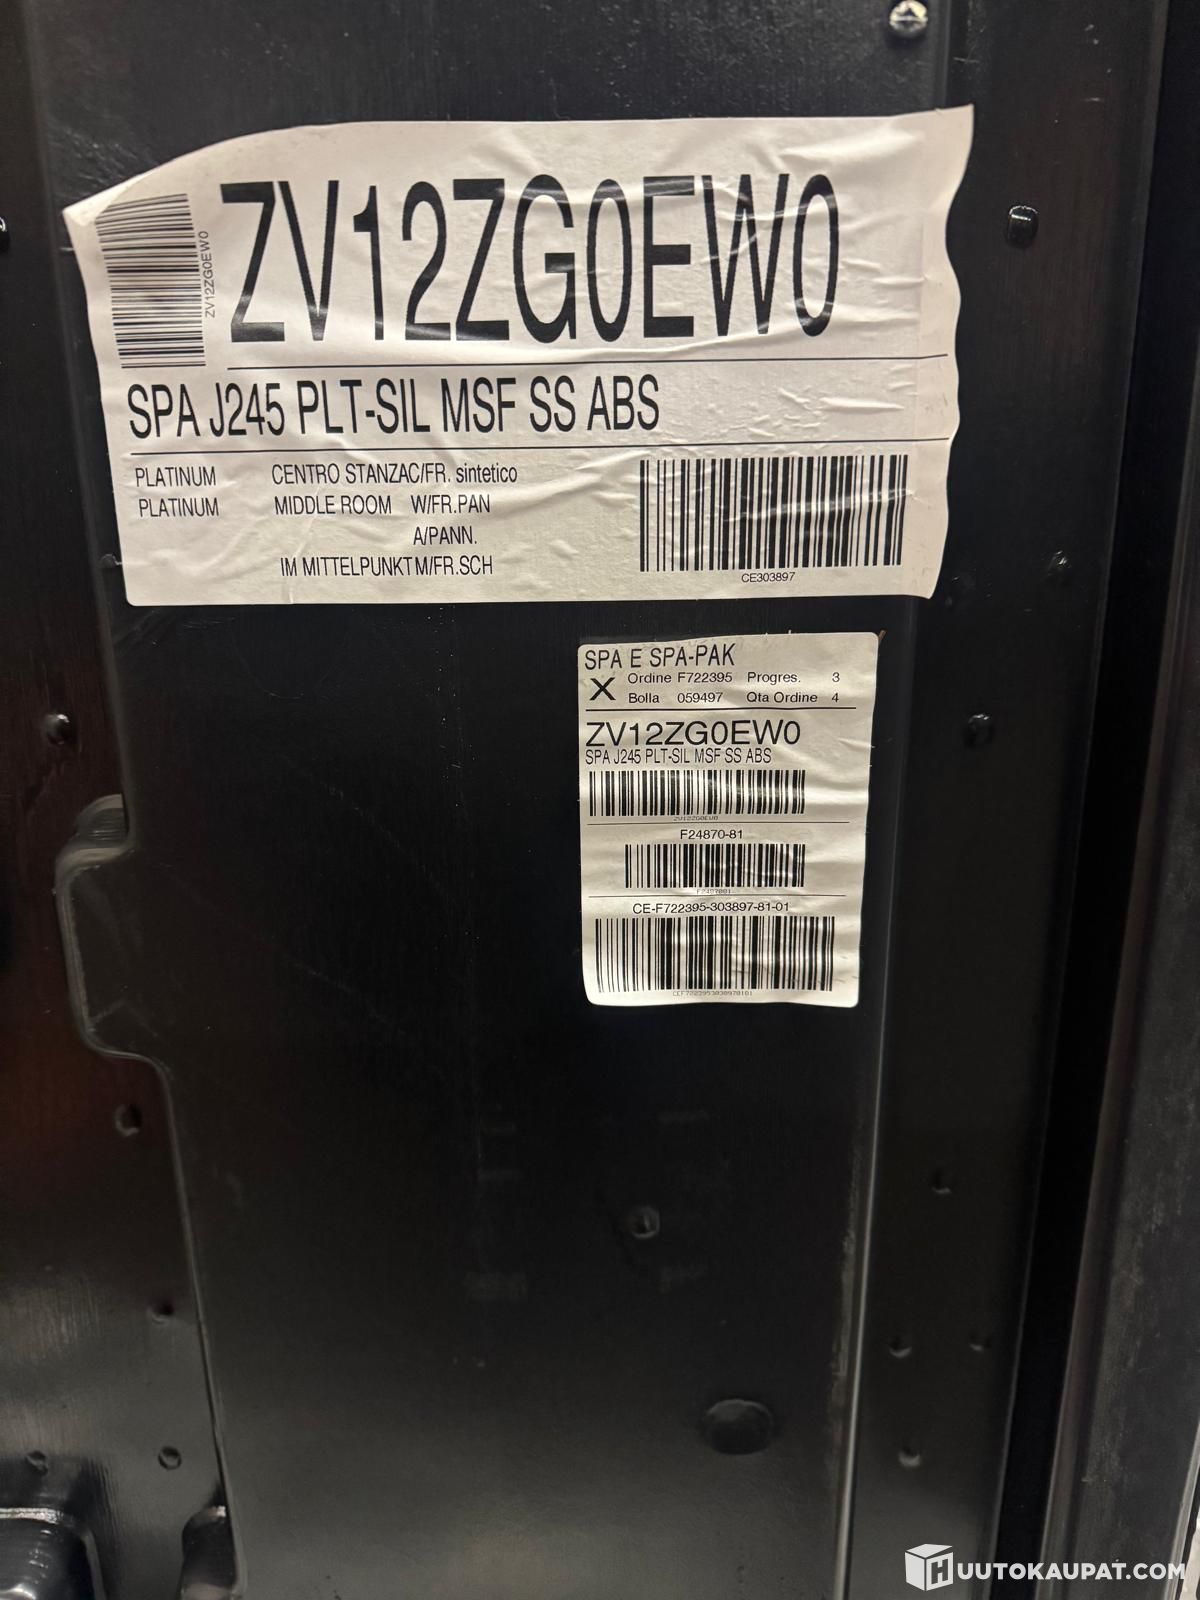 ZV12ZG0EW0
ZV12ZG0EW0
SPA J245 PLT-SIL MSF SS ABS
PLATINUM CENTRO STANZAC/FR. sintetico
PLATINUM MIDDLE ROOM W/FR.PAN
A/PANN.
IM MITTELPUNKTM/FR.SCH
CE303897
SPA E SPA-PAK
X Ordine F722395 Progres. 3
Bolla 059497 Qta Ordine 4
ZV12ZG0EW0
SPA J245 PLT-SIL MSF SS ABS
ZV12ZG0EW0
F24870-81
CE-F722395-303897-81-01
HUUTOKAUPAT.COM